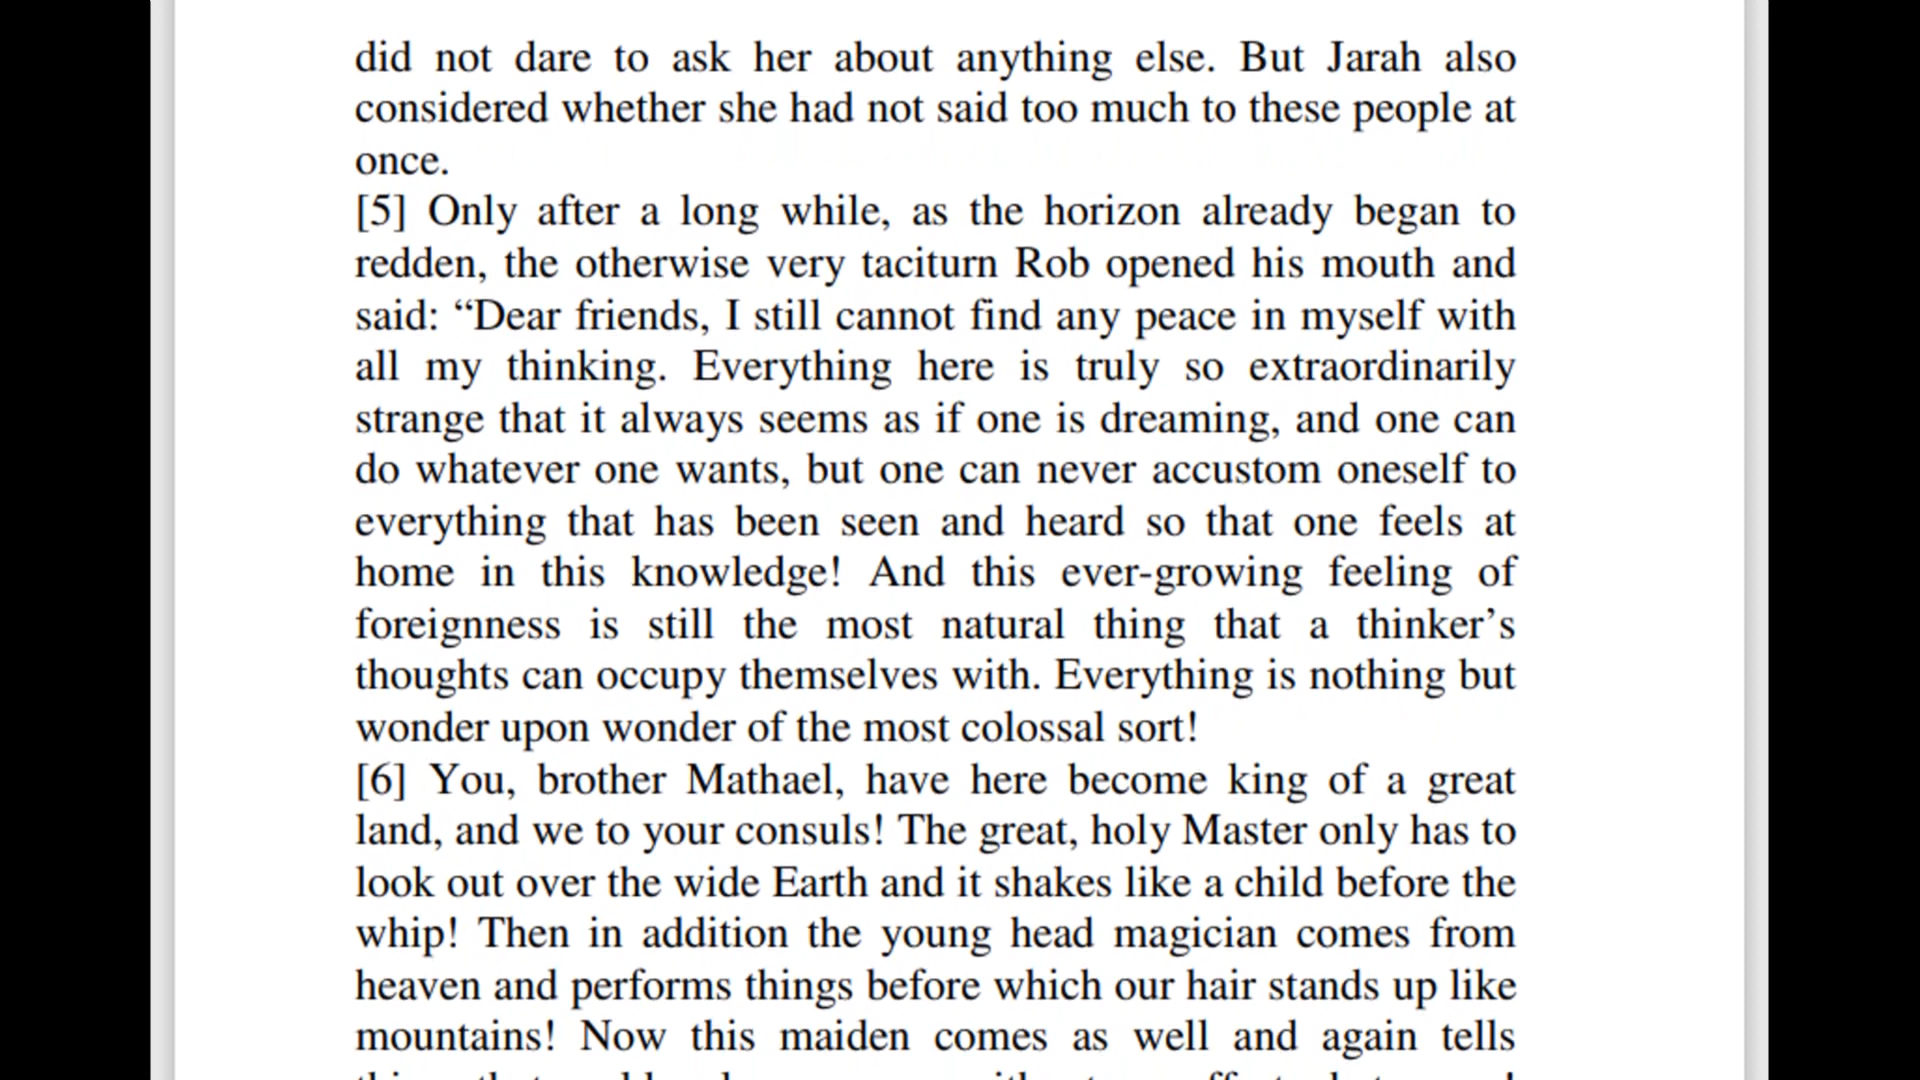 did not dare to ask her about anything else. But Jarah also
considered whether she had not said too much to these people at
once.
[5] Only after a long while, as the horizon already began to
redden, the otherwise very taciturn Rob opened his mouth and
said: “Dear friends, I still cannot find any peace in myself with
all my thinking. Everything here is truly so extraordinarily
strange that it always seems as if one is dreaming, and one can
do whatever one wants, but one can never accustom oneself to
everything that has been seen and heard so that one feels at
home in this knowledge! And this ever-growing feeling of
foreignness is still the most natural thing that a thinker’s
thoughts can occupy themselves with. Everything is nothing but
wonder upon wonder of the most colossal sort!
[6] You, brother Mathael, have here become king of a great
land, and we to your consuls! The great, holy Master only has to
look out over the wide Earth and it shakes like a child before the
whip! Then in addition the young head magician comes from
heaven and performs things before which our hair stands up like
mountains! Now this maiden comes as well and again tells